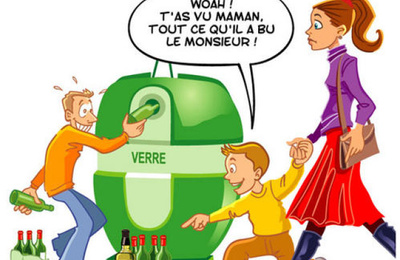 WOAH !
T'AS VU MAMAN,
TOUT CE QU'IL A BU
LE MONSIEUR !
VERRE